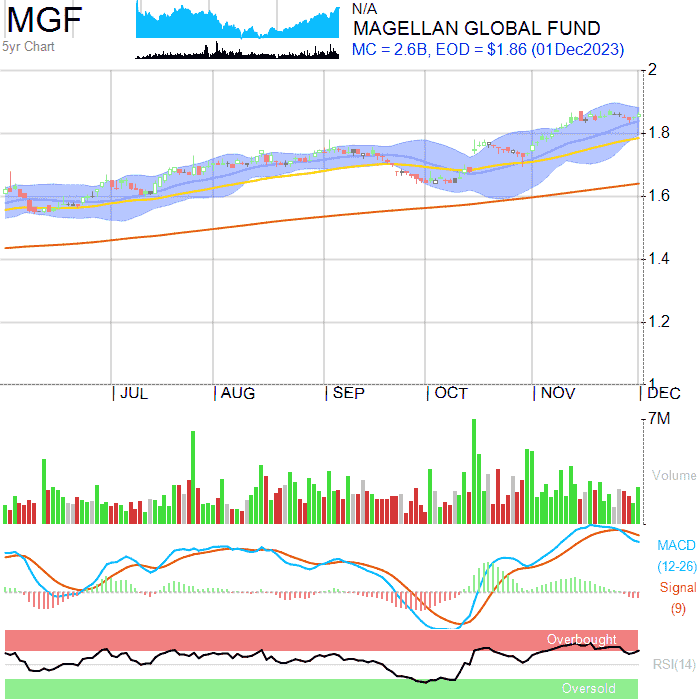 MGF
5yr Chart
N/A
MAGELLAN GLOBAL FUND
MC = 2.6B, EOD = $1.86 (01Dec2023)
2
1.8
1.6
1.4
1.2
1
JUL AUG SEP OCT NOV DEC
7M
Volume
MACD
(12-26)
Signal
(9)
Overbought
RSI(14)
Oversold